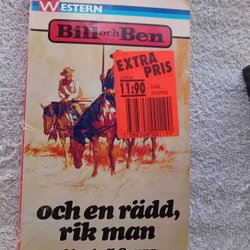 WESTERN
Bill och Ben
EXTRA
PRIS
11:90 inkl.
moms.
och en rädd,
rik man